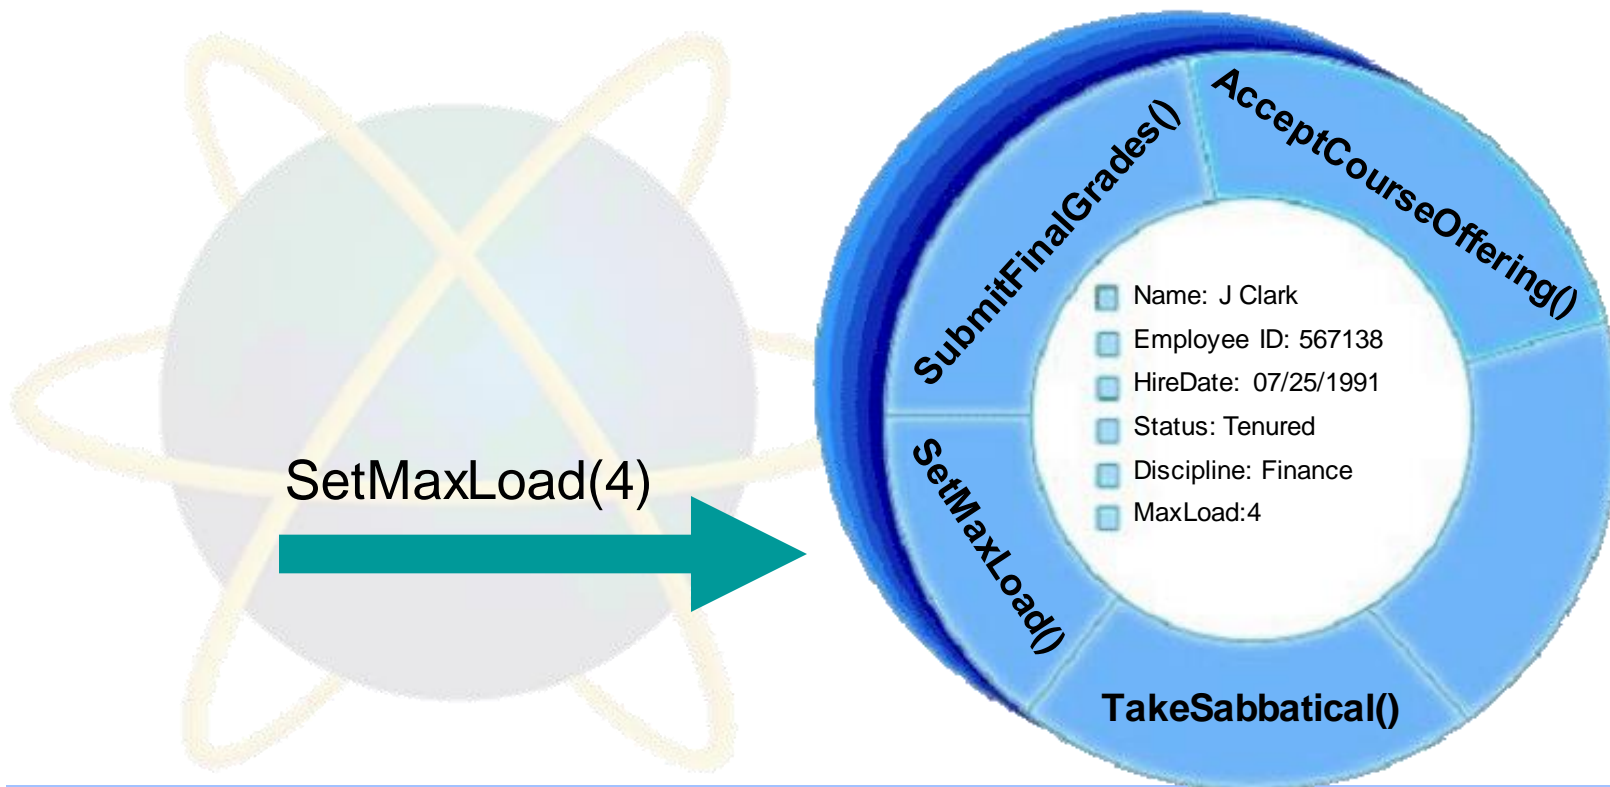 AcceptCourseOffering()
SubmitFinalGrades()
Name: J Clark
Employee ID: 567138
HireDate: 07/25/1991
Status: Tenured
Discipline: Finance
MaxLoad:4
SetMaxLoad(4)
SetMaxLoad()
TakeSabbatical()